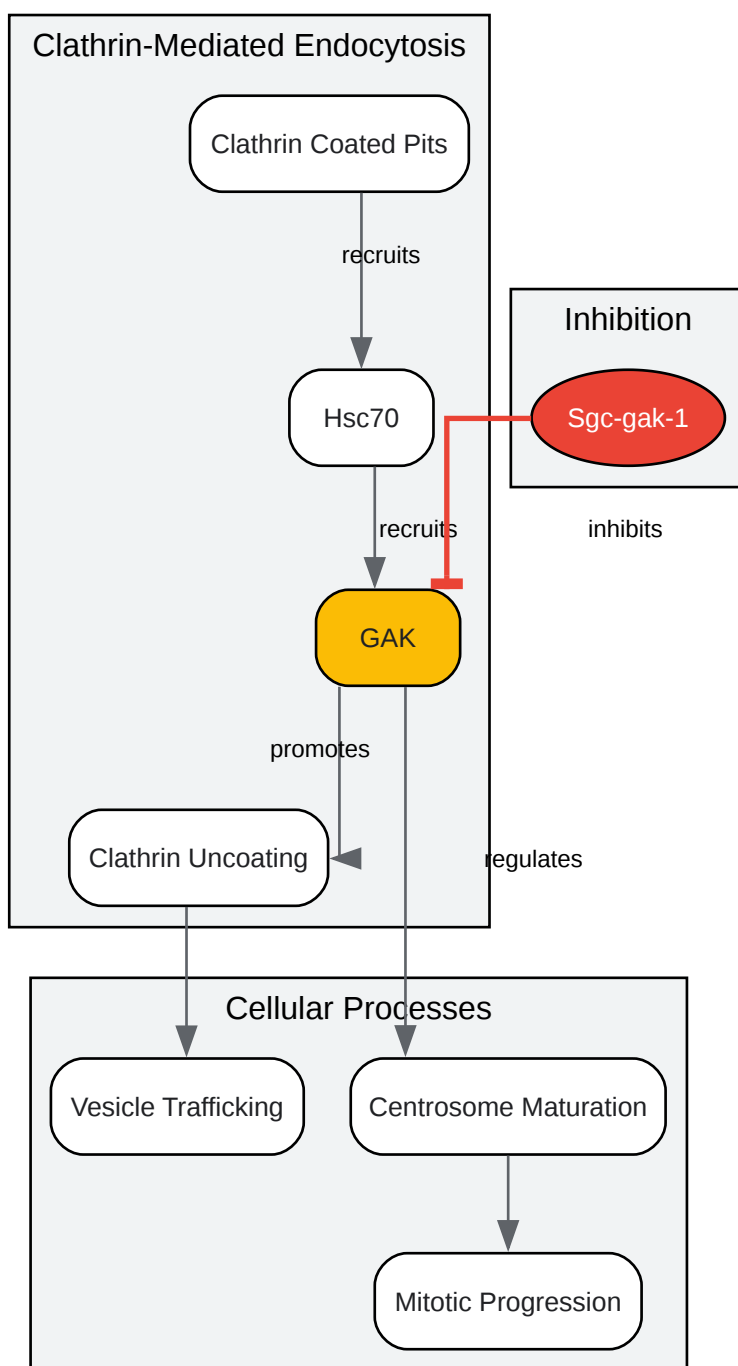 Clathrin-Mediated Endocytosis
Clathrin Coated Pits
recruits
Inhibition
Hsc70
Sgc-gak-1
recruits
inhibits
GAK
promotes
Clathrin Uncoating
regulates
Cellular Processes
Vesicle Trafficking
Centrosome Maturation
Mitotic Progression